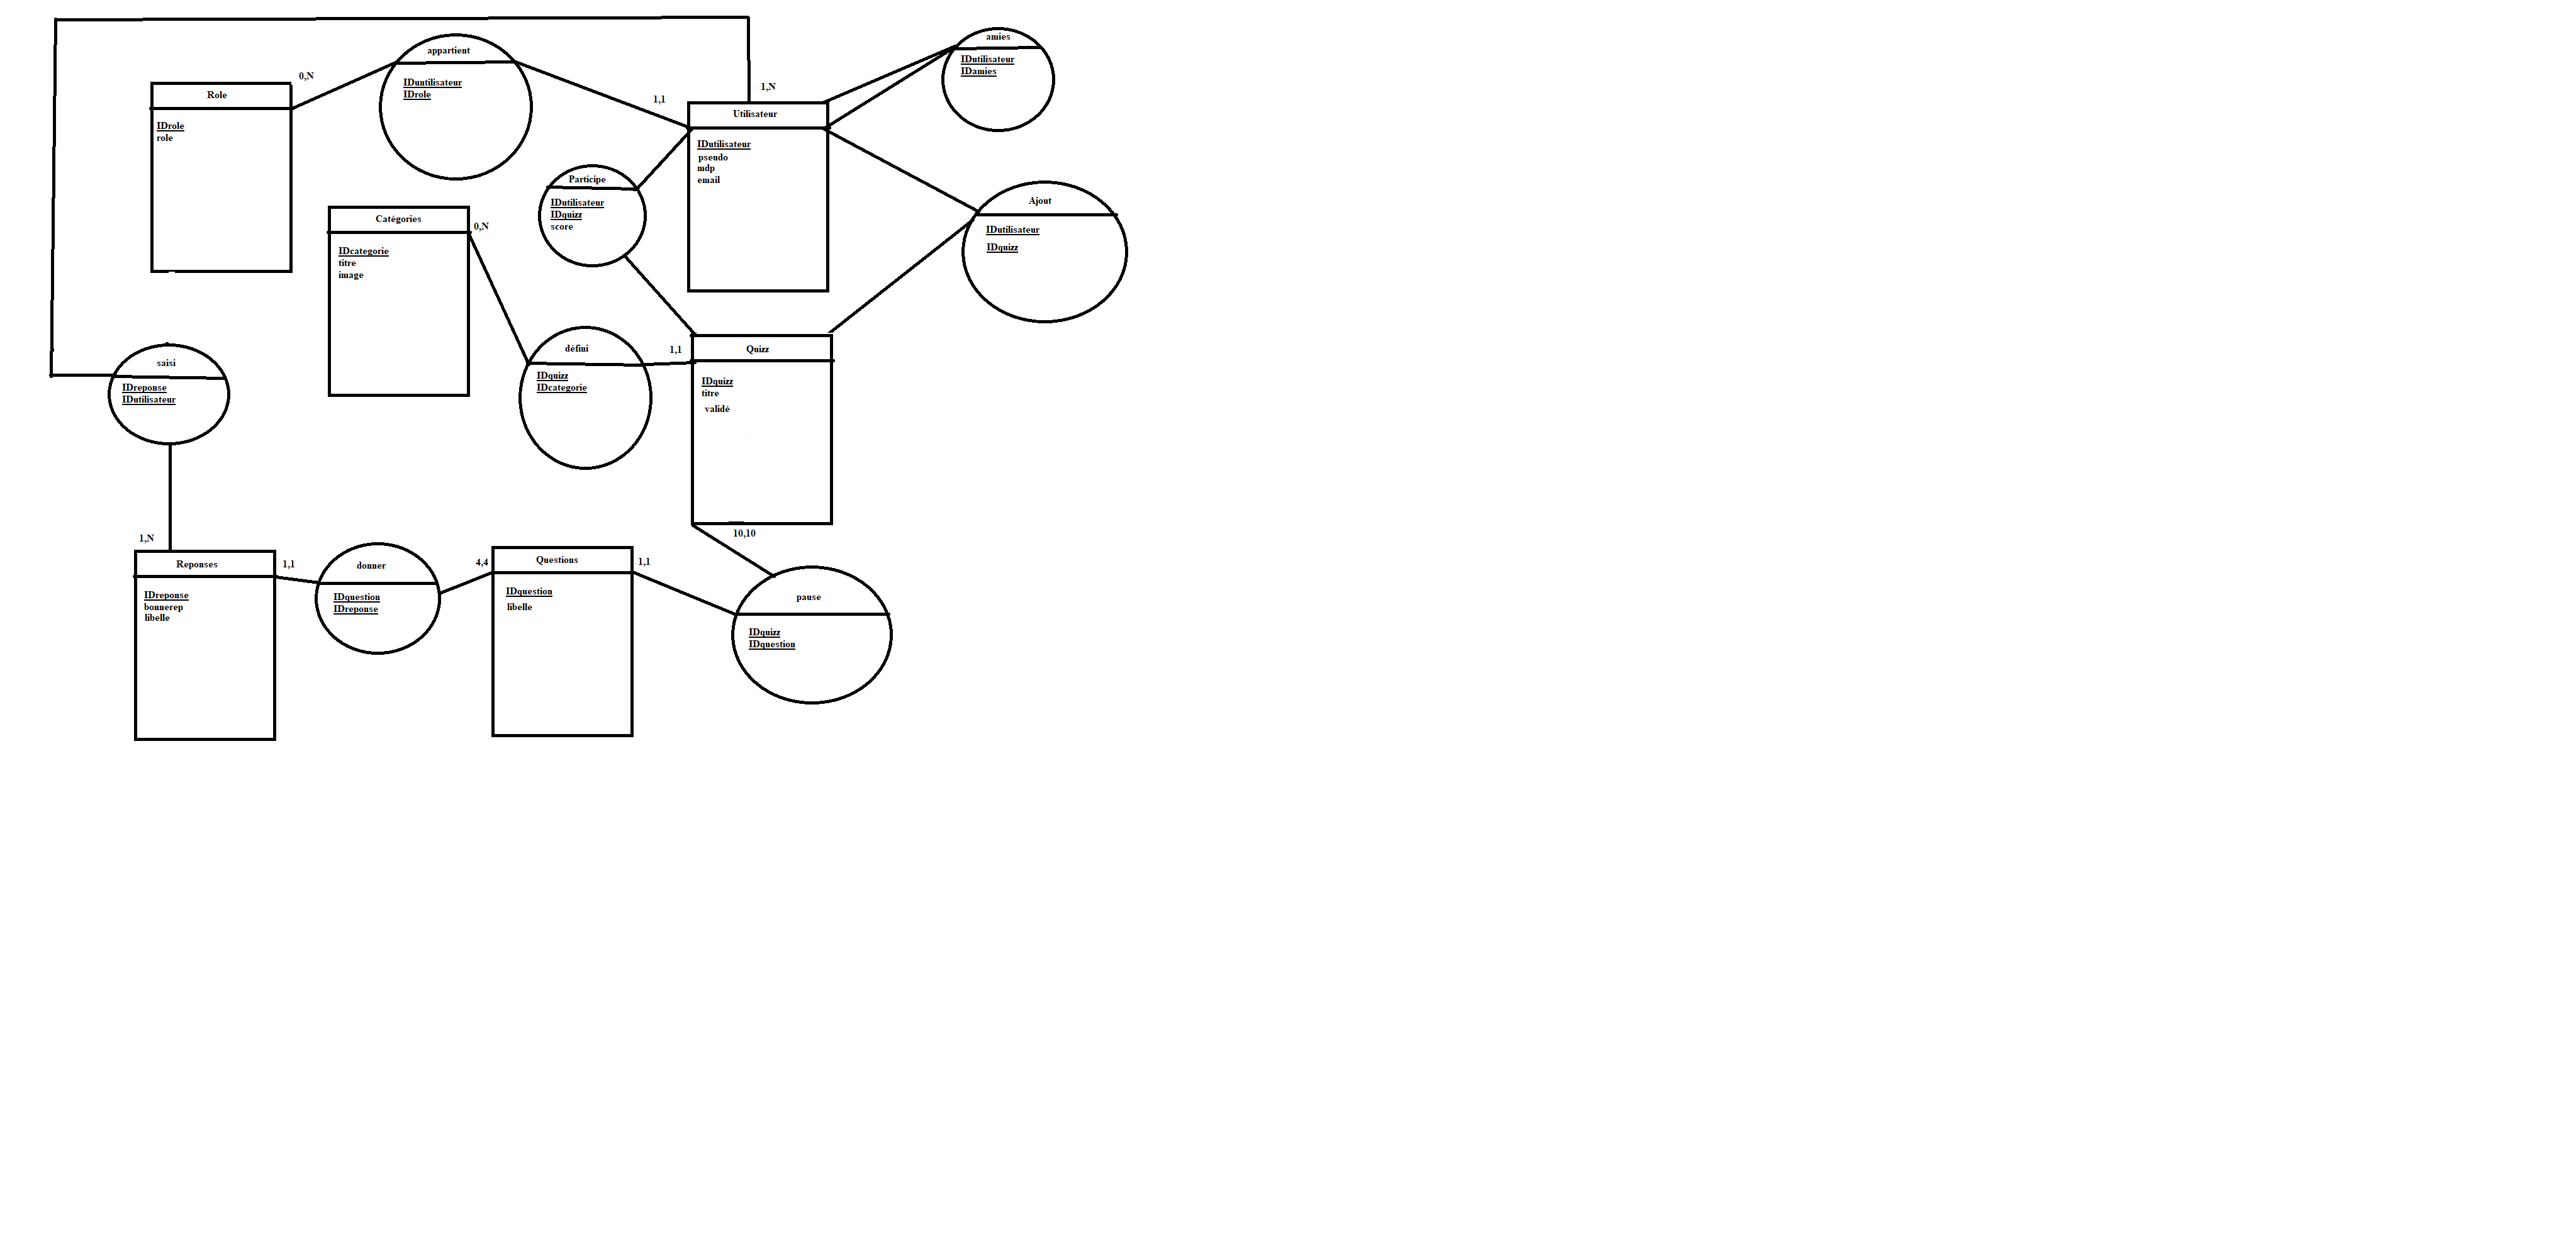 appartient
IDuntilisateur
IDrole
0,N
Role
IDrole
role
1,1
1,N
Utilisateur
IDutilisateur
pseudo
mdp
email
amies
IDutilisateur
IDamies
Participe
IDutilisateur
IDquizz
score
Ajout
IDutilisateur
IDquizz
Catégories
0,N
IDcategorie
titre
image
défini
IDquizz
IDcategorie
1,1
Quizz
IDquizz
titre
validé
saisi
IDreponse
IDutilisateur
10,10
1,N
Reponses
1,1
IDreponse
bonnerep
libelle
donner
IDquestion
IDreponse
4,4
Questions
1,1
IDquestion
libelle
pause
IDquizz
IDquestion